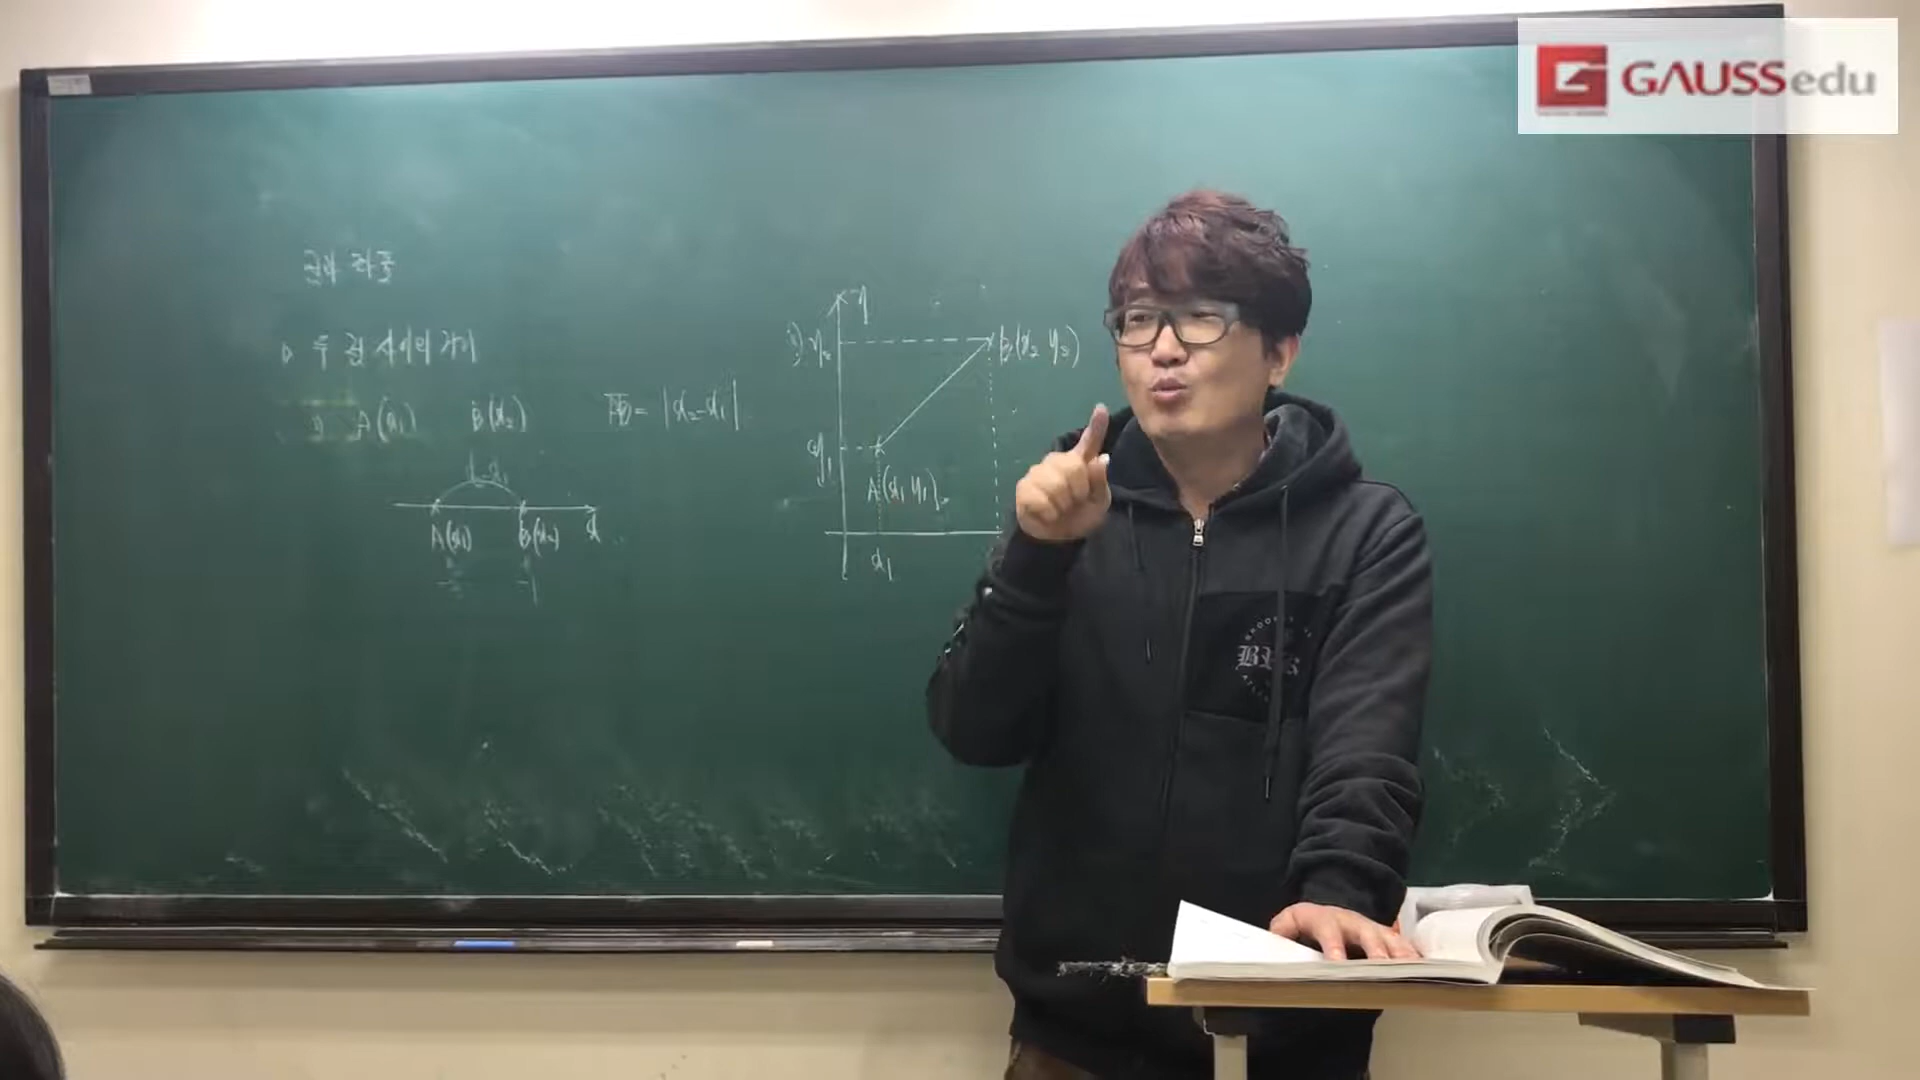 GAUSSedu
점과 좌표
▷ 두 점 사이의 거리
i) A(x₁) B(x₂) AB = |x₂-x₁|
x₂-x₁
A(x₁) B(x₂) x
ii) y₂ y B(x₂ y₂)
y₁
A(x₁ y₁)
x₁